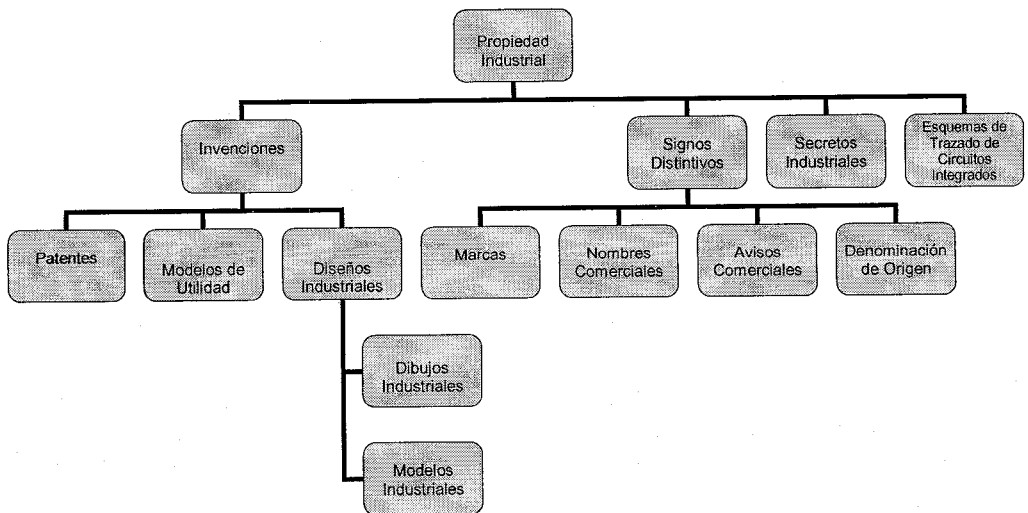 Propiedad
Industrial
Invenciones
Signos
Distintivos
Secretos
Industriales
Esquemas de
Trazado de
Circuitos
Integrados
Patentes
Modelos de
Utilidad
Diseños
Industriales
Marcas
Nombres
Comerciales
Avisos
Comerciales
Denominación
de Origen
Dibujos
Industriales
Modelos
Industriales